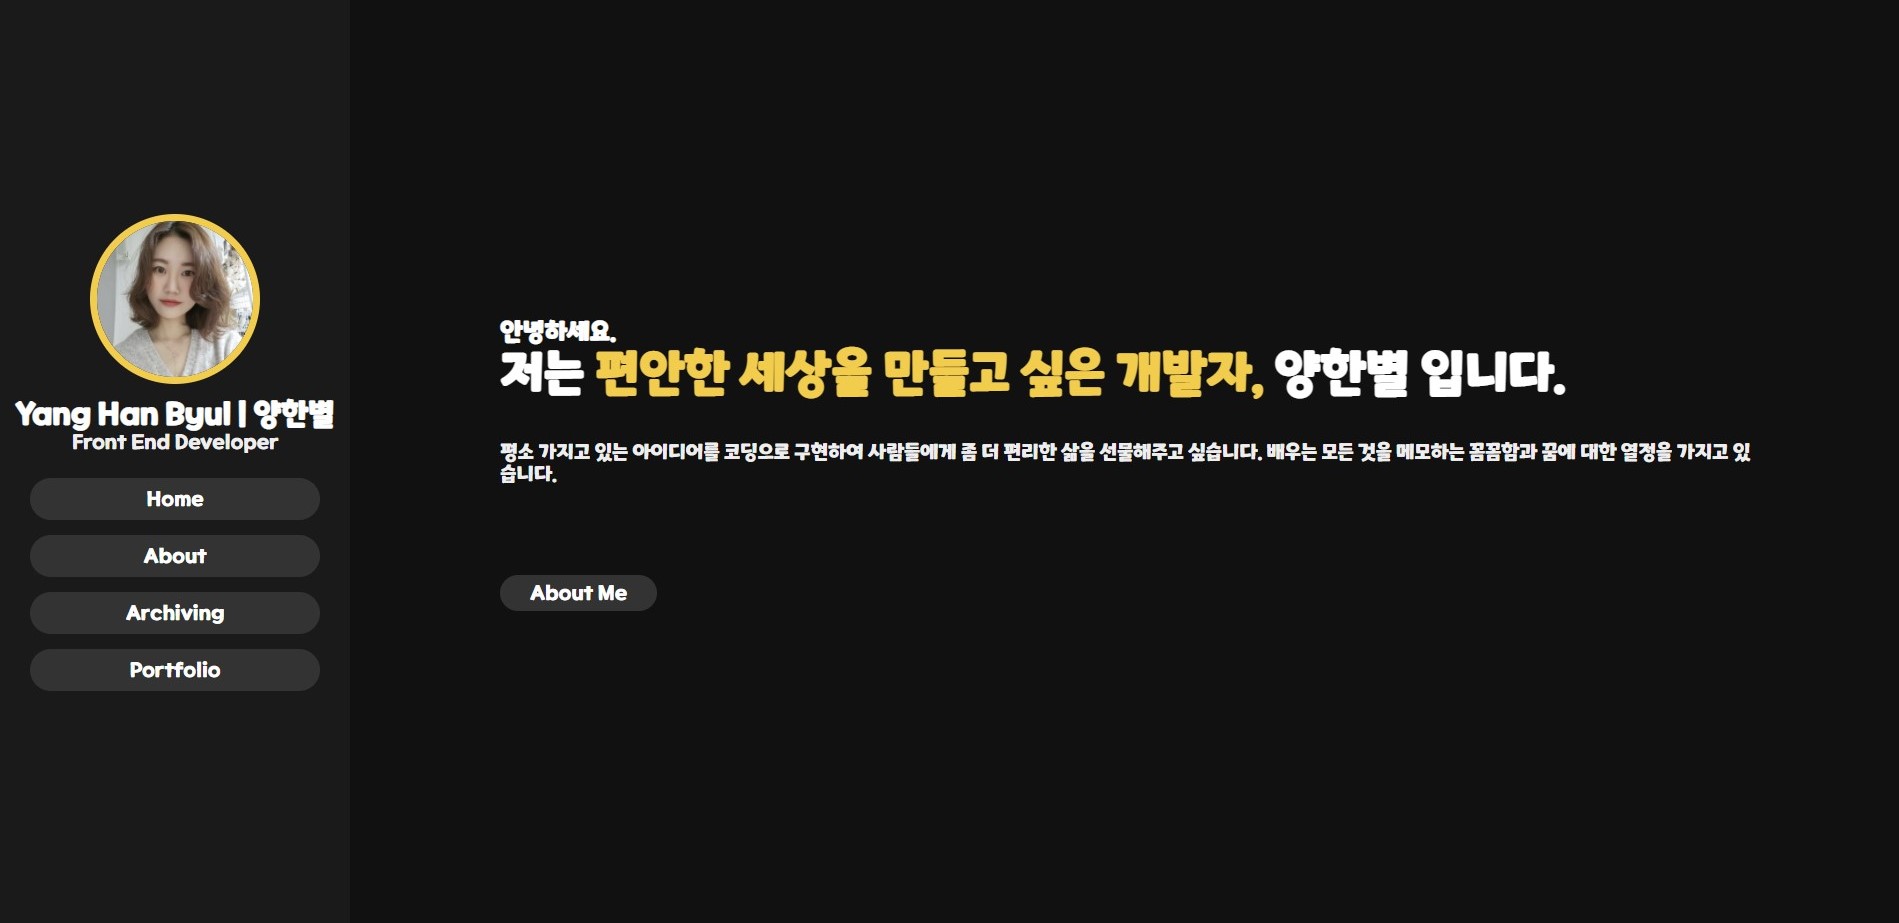 Yang Han Byul | 양한별
Front End Developer
Home
About
Archiving
Portfolio
안녕하세요.
저는 편안한 세상을 만들고 싶은 개발자, 양한별 입니다.
평소 가지고 있는 아이디어를 코딩으로 구현하여 사람들에게 좀 더 편리한 삶을 선물해주고 싶습니다. 배우는 모든 것을 메모하는 꼼꼼함과 꿈에 대한 열정을 가지고 있
습니다.
About Me